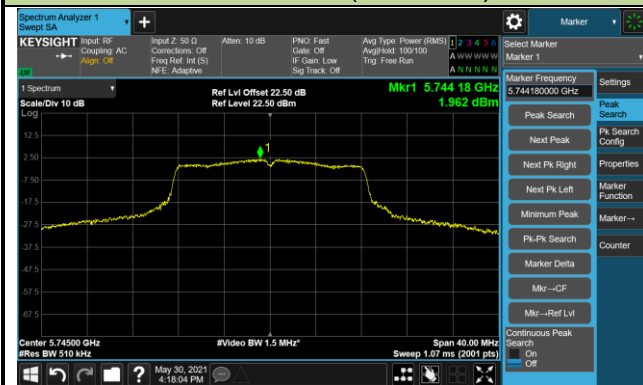 Spectrum Analyzer 1
Swept SA
Marker
KEYSIGHT
Input: RF
Coupling: AC
Align: Off
Input Z: 50 Ω
Corrections: Off
Freq Ref: Int (S)
NFE: Adaptive
Atten: 10 dB
PNO: Fast
Gate: Off
IF Gain: Low
Sig Track: Off
Avg Type: Power (RMS)
Avg|Hold: 100/100
Trig: Free Run
1 2 3 4 5 6
A W W W W W
A N N N N N
LM
Select Marker
Marker 1
1 Spectrum
Scale/Div 10 dB
Log
Ref Lvl Offset 22.50 dB
Ref Level 22.50 dBm
Mkr1 5.744 18 GHz
1.962 dBm
Marker Frequency
5.744180000 GHz
Peak Search
Next Peak
Next Pk Right
Next Pk Left
Minimum Peak
Pk-Pk Search
Marker Delta
Mkr→CF
Mkr→Ref Lvl
Continuous Peak
Search
On
Off
Settings
Peak
Search
Pk Search
Config
Properties
Marker
Function
Marker→
Counter
12.5
2.50
-7.50
-17.5
-27.5
-37.5
-47.5
-57.5
-67.5
1
Center 5.74500 GHz
#Res BW 510 kHz
#Video BW 1.5 MHz*
Span 40.00 MHz
Sweep 1.07 ms (2001 pts)
?
May 30, 2021
4:18:04 PM